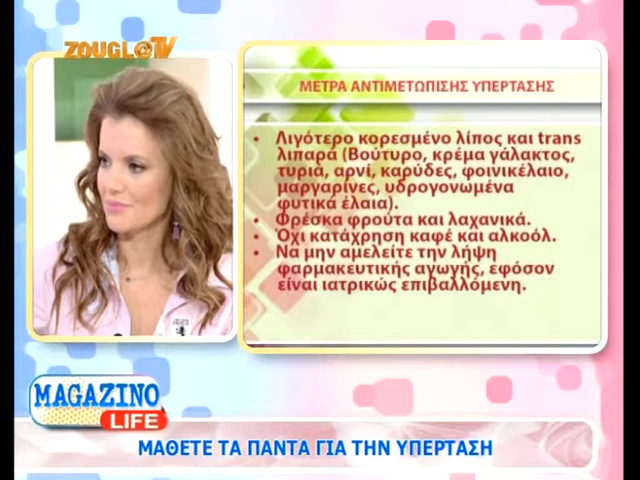 ZOUGL@TV
ΜΕΤΡΑ ΑΝΤΙΜΕΤΩΠΙΣΗΣ ΥΠΕΡΤΑΣΗΣ
• Λιγότερο κορεσμένο λίπος και trans
λιπαρά (Βούτυρο, κρέμα γάλακτος,
τυριά, αρνί, καρύδες, φοινικέλαιο,
μαργαρίνες, υδρογονωμένα
φυτικά έλαια).
• Φρέσκα φρούτα και λαχανικά.
• Όχι κατάχρηση καφέ και αλκοόλ.
• Να μην αμελείτε την λήψη
φαρμακευτικής αγωγής, εφόσον
είναι ιατρικώς επιβαλλόμενη.
MAGAZINO
LIFE
ΜΑΘΕΤΕ ΤΑ ΠΑΝΤΑ ΓΙΑ ΤΗΝ ΥΠΕΡΤΑΣΗ